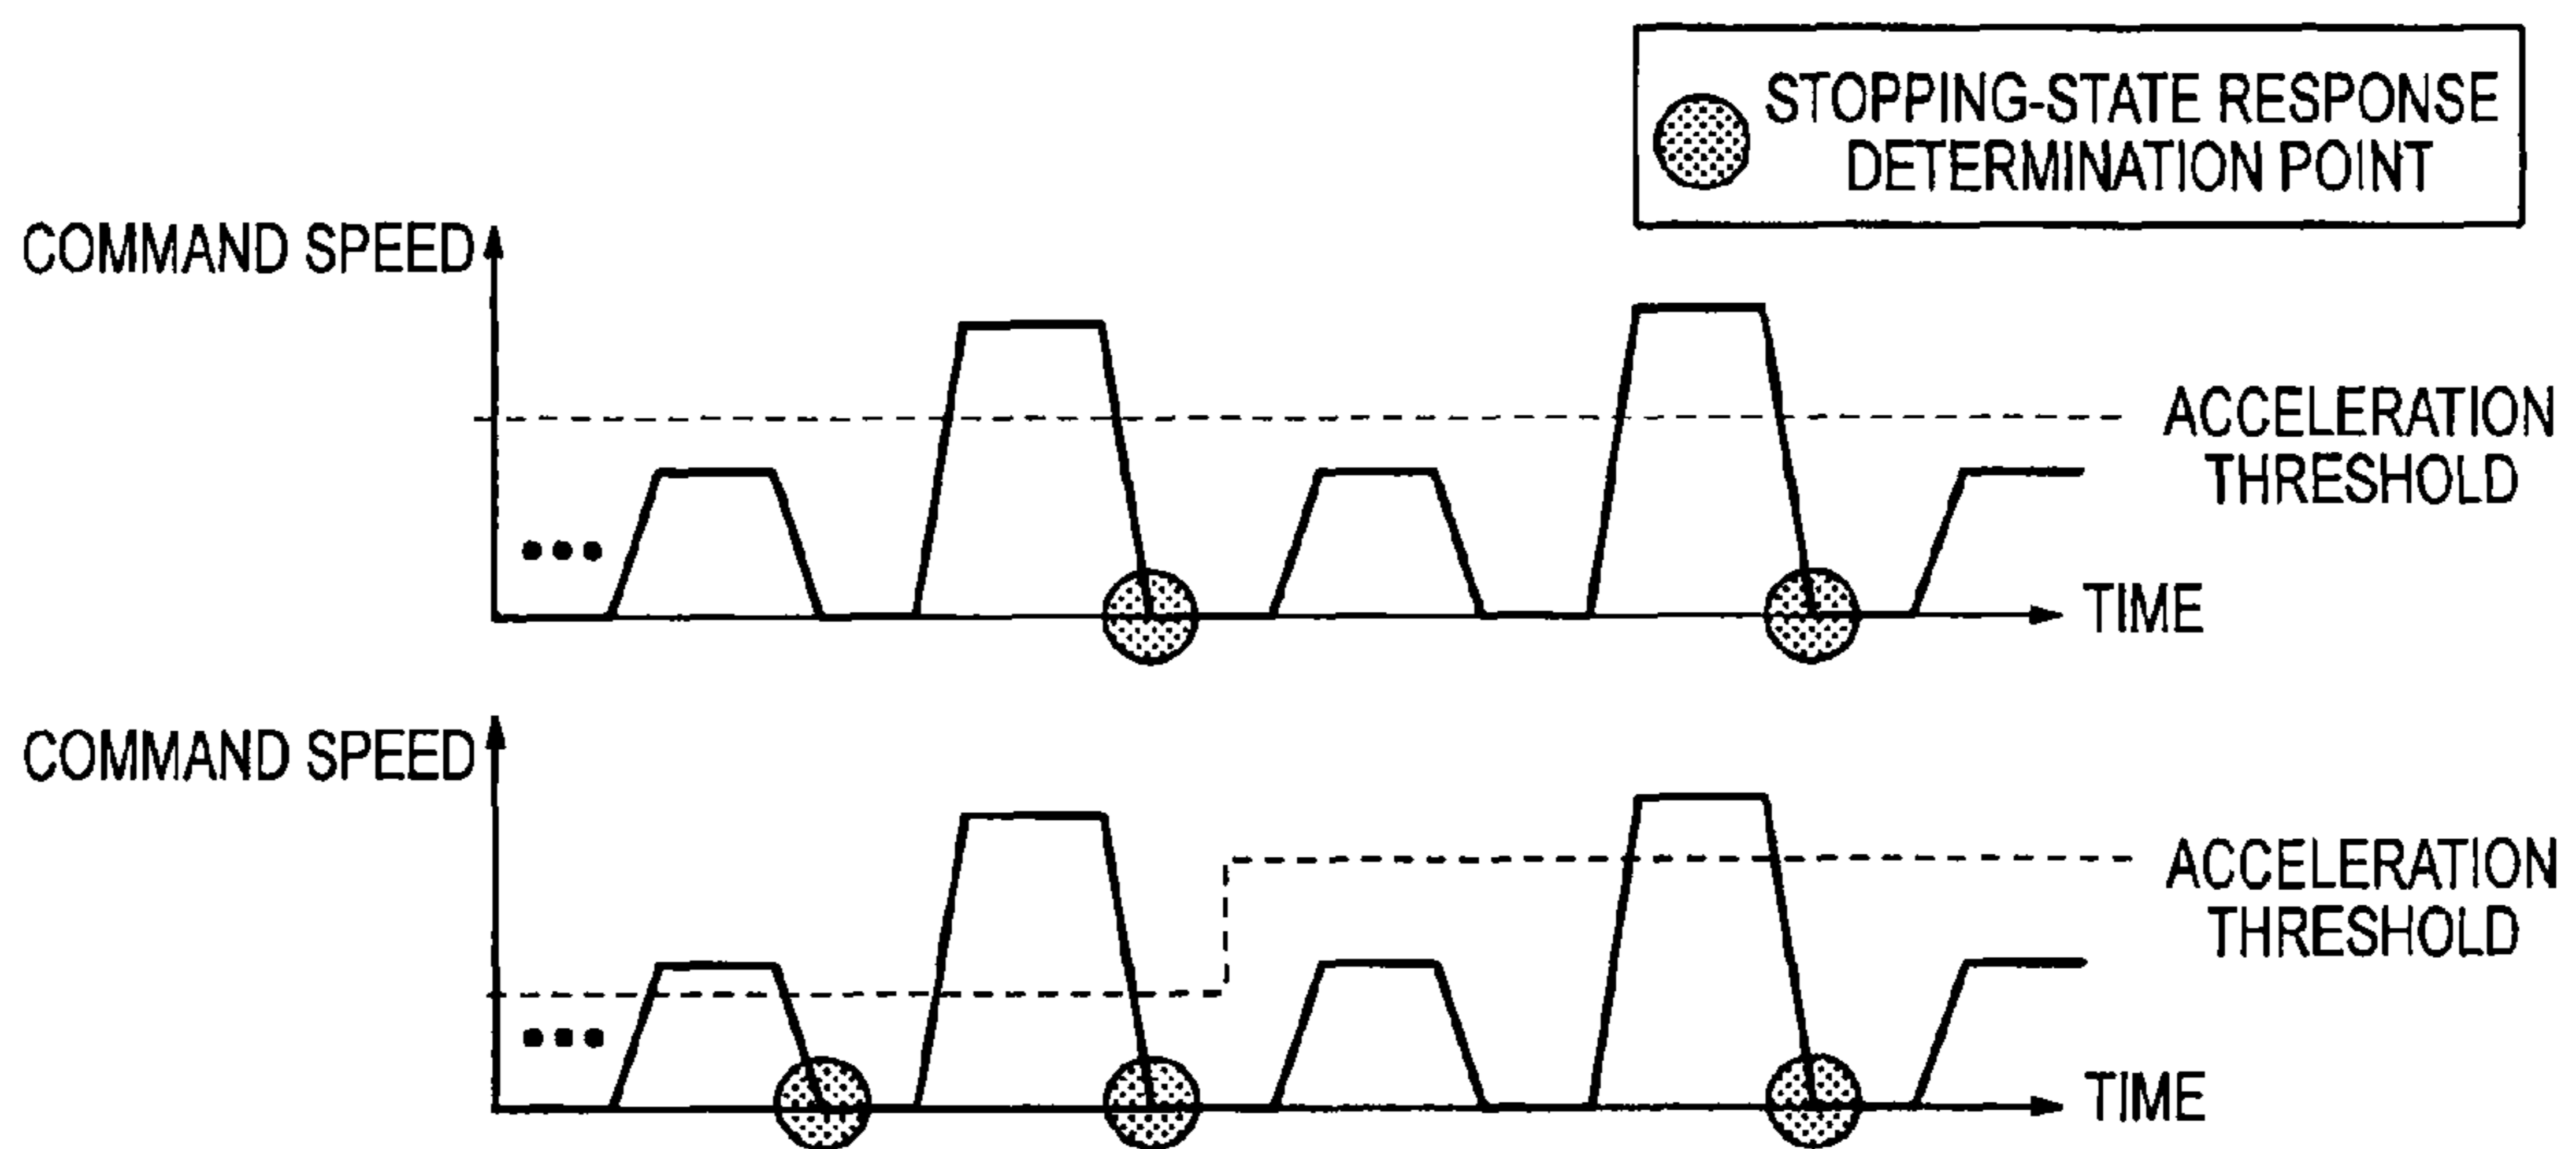 STOPPING-STATE RESPONSE
DETERMINATION POINT
COMMAND SPEED
ACCELERATION
THRESHOLD
TIME
COMMAND SPEED
ACCELERATION
THRESHOLD
TIME